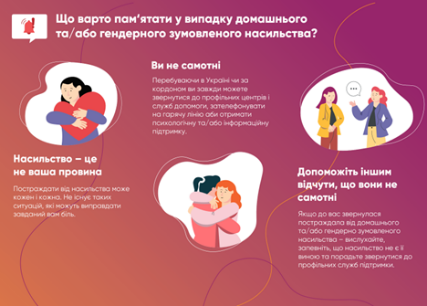 Що варто пам’ятати у випадку домашнього
та/або гендерного зумовленого насильства?
Ви не самотні
Перебуваючи в Україні чи за
кордоном ви завжди можете
звернутися до профільних центрів і
служб допомоги, зателефонувати
на гарячу лінію аби отримати
психологічну та/або інформаційну
підтримку.
Насильство – це
не ваша провина
Постраждати від насильства може
кожен і кожна. Не існує таких
ситуацій, які можуть виправдати
завданий вам біль.
Допоможіть іншим
відчути, що вони не
самотні
Якщо до вас звернулася
постраждала від домашнього
та/або гендерно зумовленого
насильства – вислухайте,
запевніть, що насильство не є її
виною та порадьте звернутися до
профільних служб підтримки.